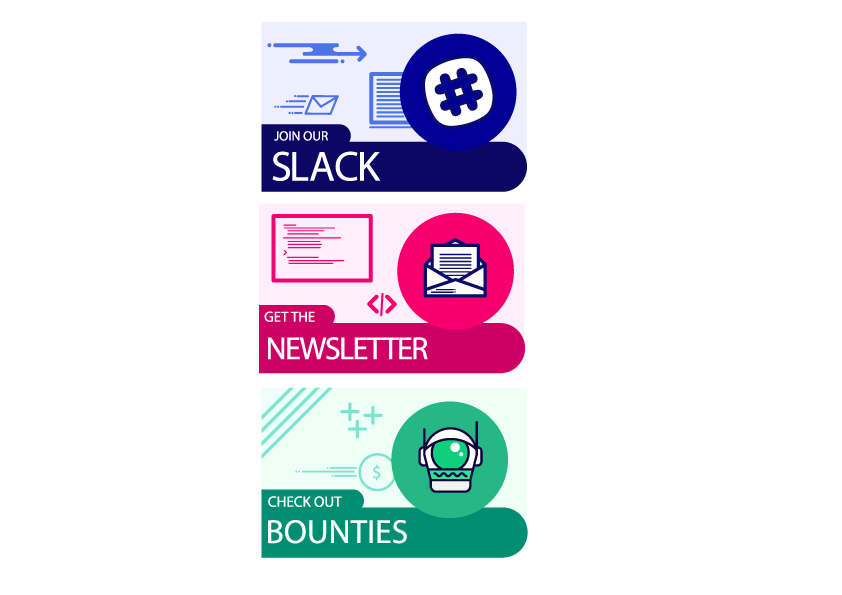 JOIN OUR
SLACK
GET THE
NEWSLETTER
CHECK OUT
$
BOUNTIES